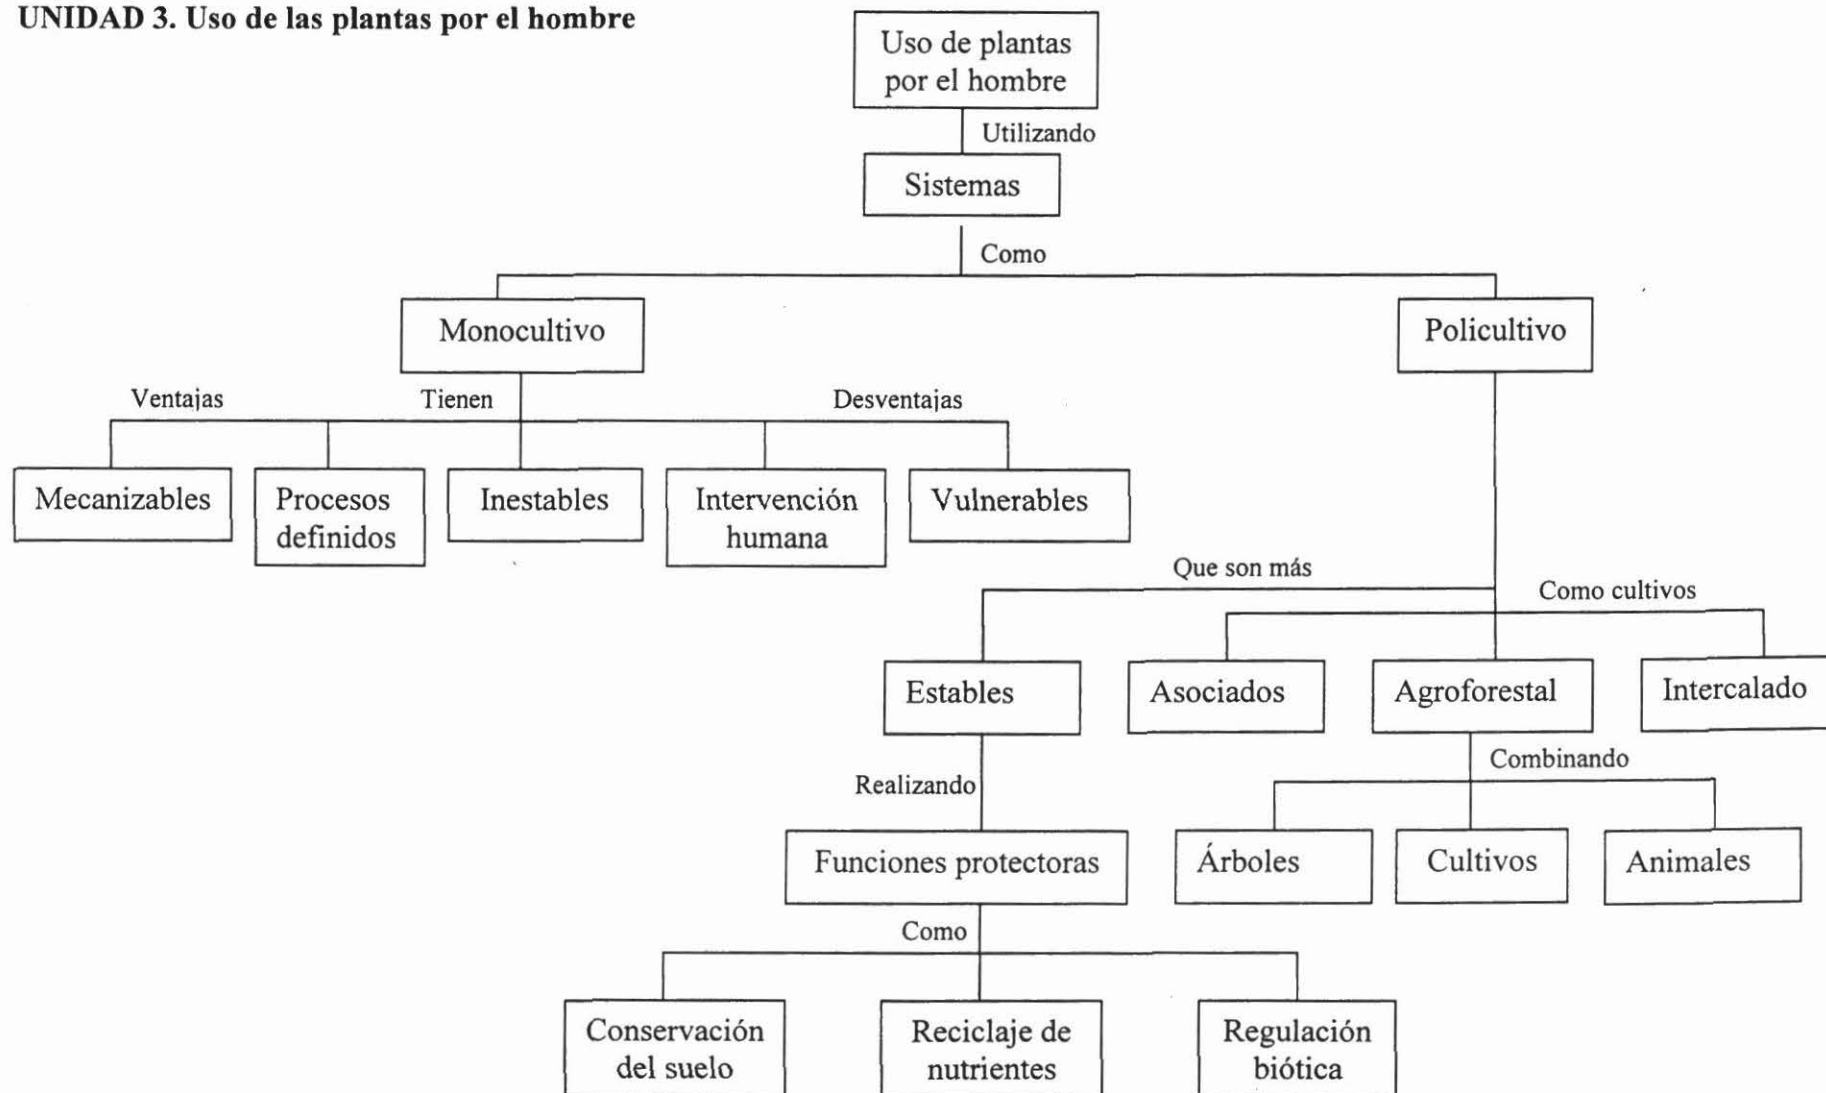 UNIDAD 3. Uso de las plantas por el hombre
Uso de plantas
por el hombre
Utilizando
Sistemas
Como
Monocultivo
Policultivo
Ventajas
Tienen
Desventajas
Mecanizables
Procesos
definidos
Inestables
Intervención
humana
Vulnerables
Que son más
Como cultivos
Estables
Asociados
Agroforestal
Intercalado
Realizando
Combinando
Funciones protectoras
Árboles
Cultivos
Animales
Como
Conservación
del suelo
Reciclaje de
nutrientes
Regulación
biótica